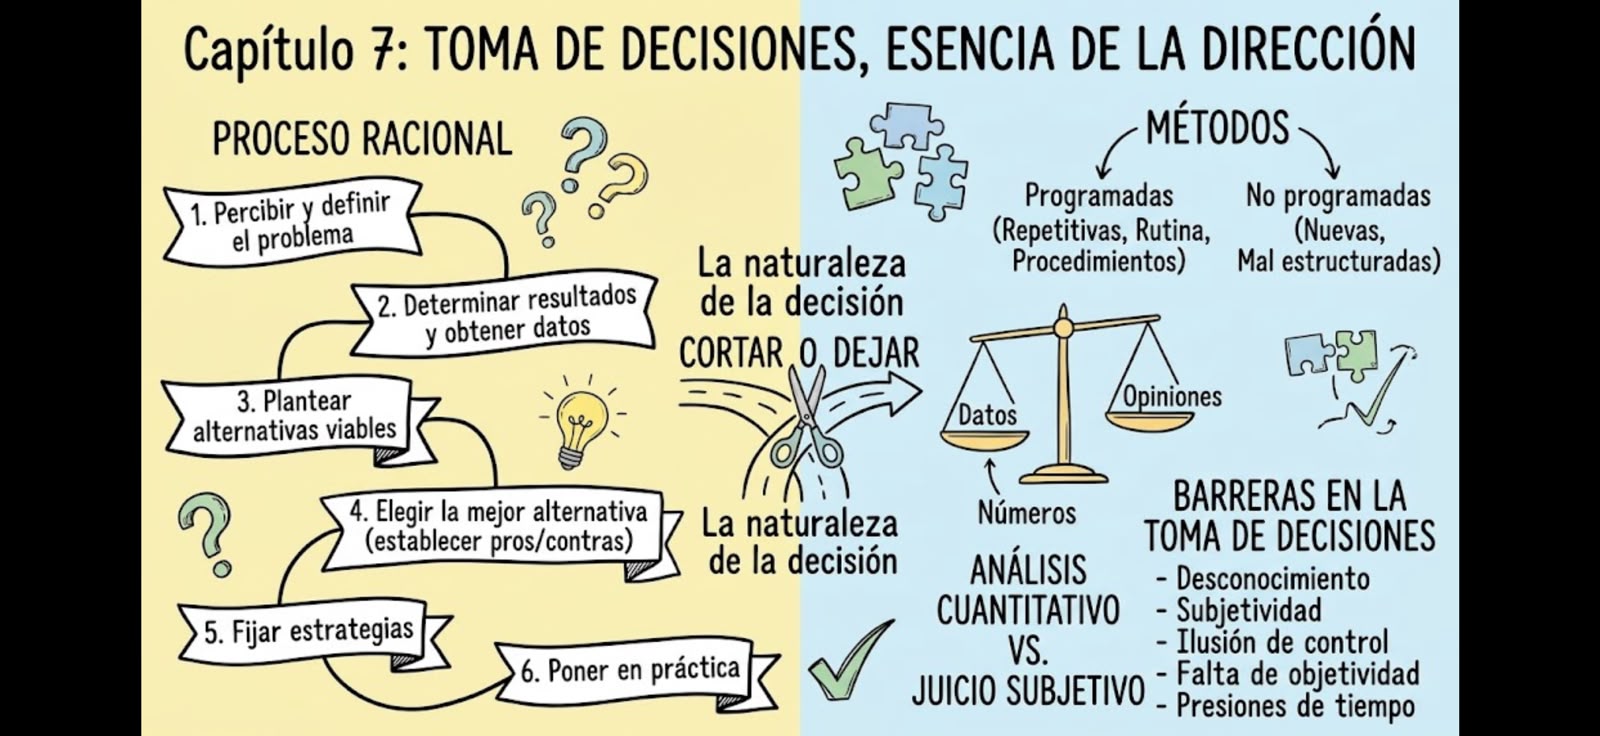 Capítulo 7: TOMA DE DECISIONES, ESENCIA DE LA DIRECCIÓN
PROCESO RACIONAL
1. Percibir y definir
el problema
2. Determinar resultados
y obtener datos
3. Plantear
alternativas viables
4. Elegir la mejor alternativa
(establecer pros/contras)
5. Fijar estrategias
6. Poner en práctica
La naturaleza
de la decisión
CORTAR O DEJAR
La naturaleza
de la decisión
MÉTODOS
Programadas
(Repetitivas, Rutina,
Procedimientos)
No programadas
(Nuevas,
Mal estructuradas)
Datos
Opiniones
Números
ANÁLISIS
CUANTITATIVO
VS.
JUICIO SUBJETIVO
BARRERAS EN LA
TOMA DE DECISIONES
- Desconocimiento
- Subjetividad
- Ilusión de control
- Falta de objetividad
- Presiones de tiempo